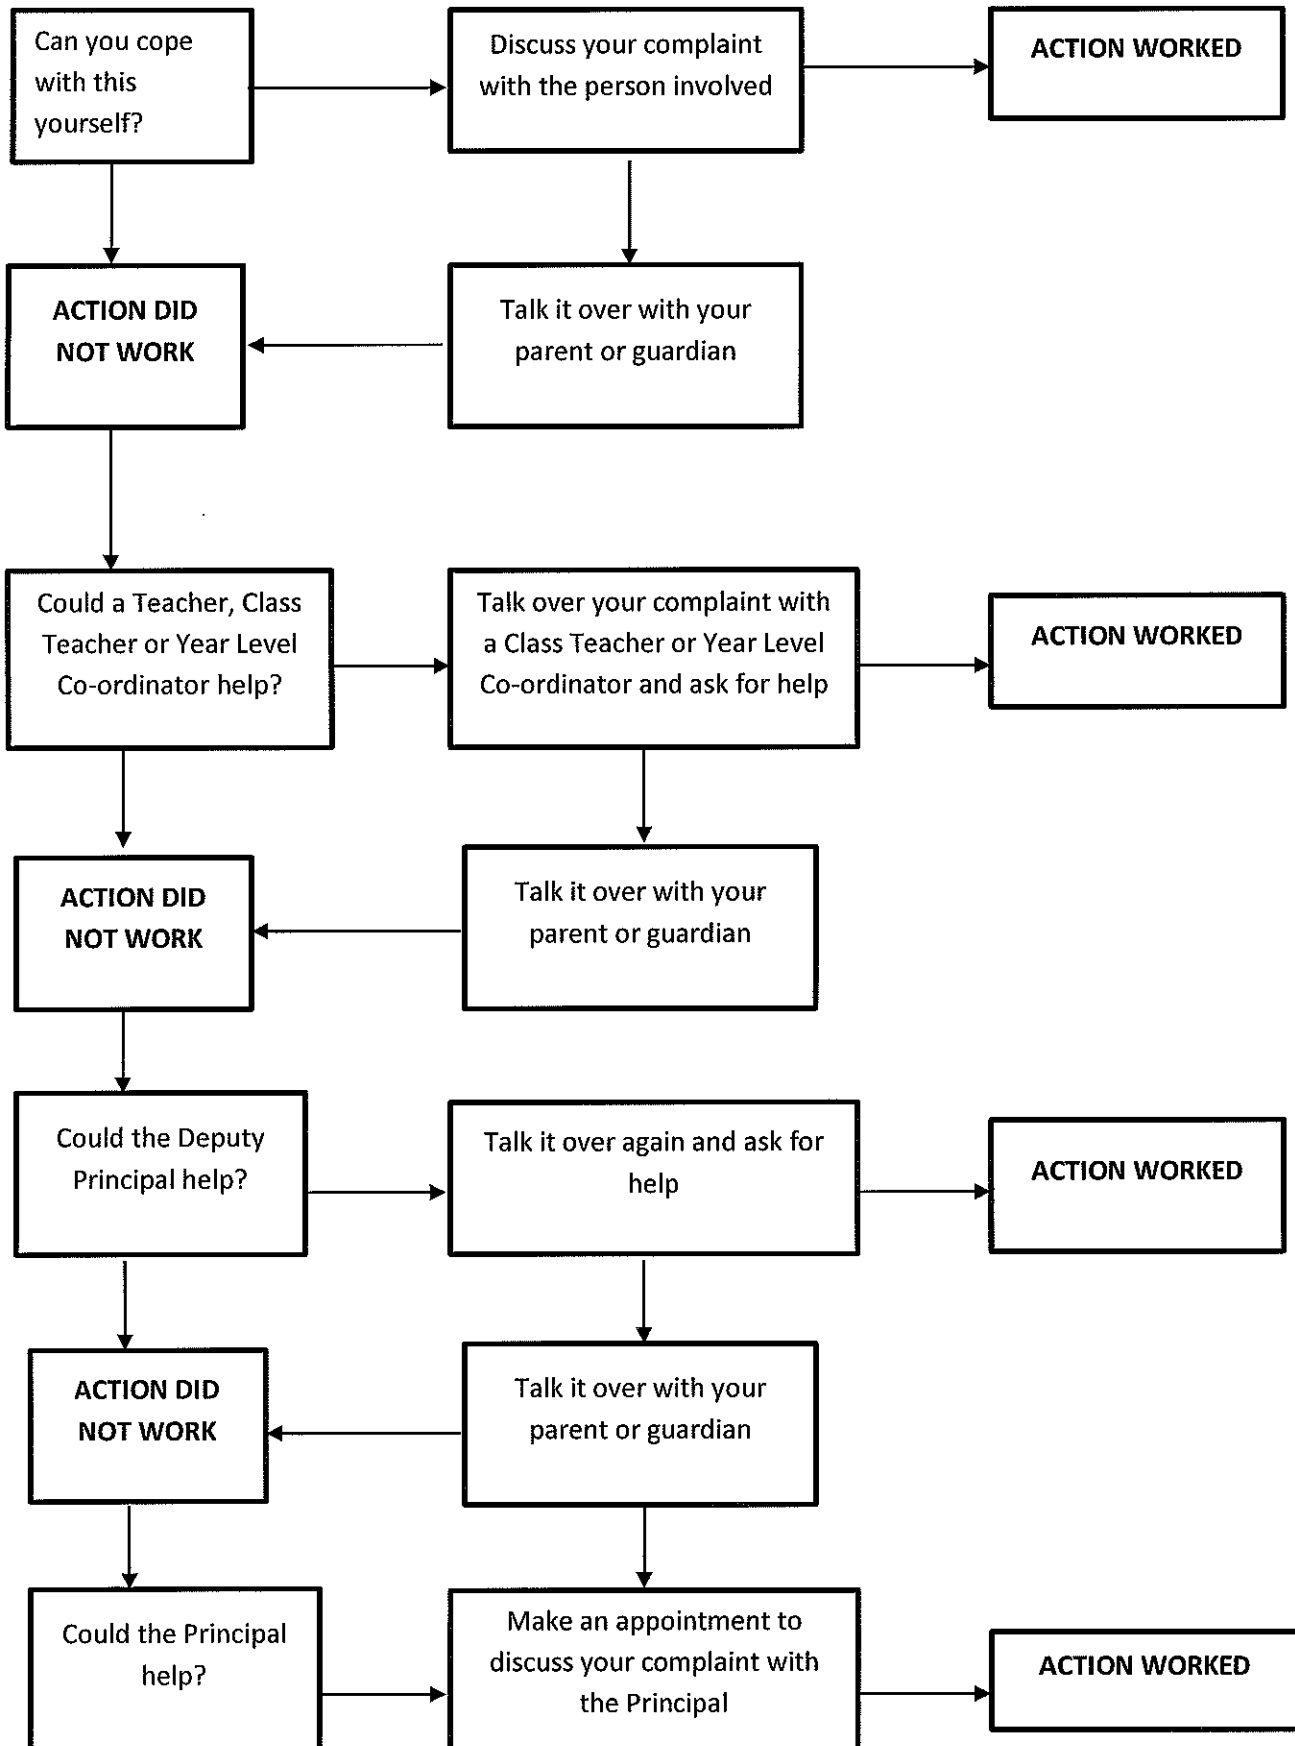 Can you cope
with this
yourself?
Discuss your complaint
with the person involved
ACTION WORKED
ACTION DID
NOT WORK
Talk it over with your
parent or guardian
Could a Teacher, Class
Teacher or Year Level
Co-ordinator help?
Talk over your complaint with
a Class Teacher or Year Level
Co-ordinator and ask for help
ACTION WORKED
ACTION DID
NOT WORK
Talk it over with your
parent or guardian
Could the Deputy
Principal help?
Talk it over again and ask for
help
ACTION WORKED
ACTION DID
NOT WORK
Talk it over with your
parent or guardian
Could the Principal
help?
Make an appointment to
discuss your complaint with
the Principal
ACTION WORKED